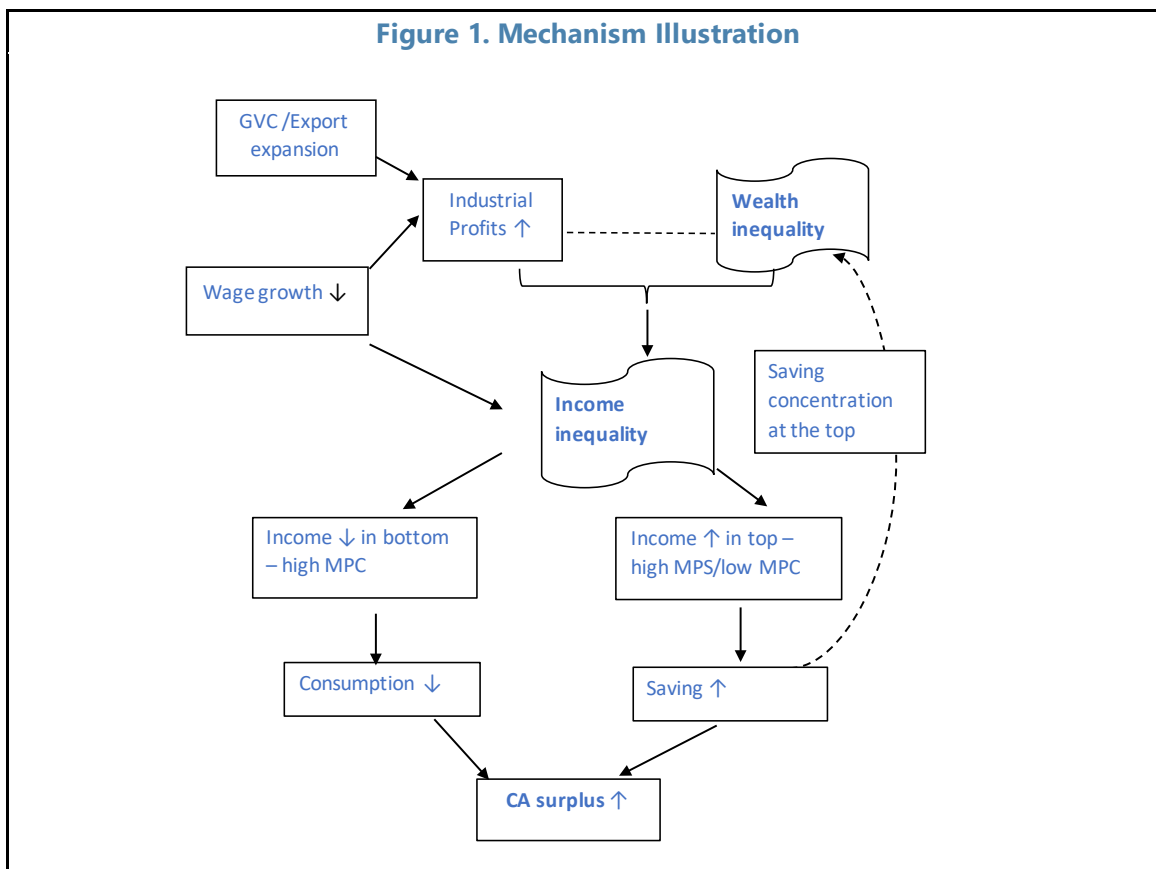 Figure 1. Mechanism Illustration
GVC /Export
expansion
Industrial
Profits ↑
Wealth
inequality
Wage growth ↓
Income
inequality
Saving
concentration
at the top
Income ↓ in bottom
– high MPC
Income ↑ in top –
high MPS/low MPC
Consumption ↓
Saving ↑
CA surplus ↑